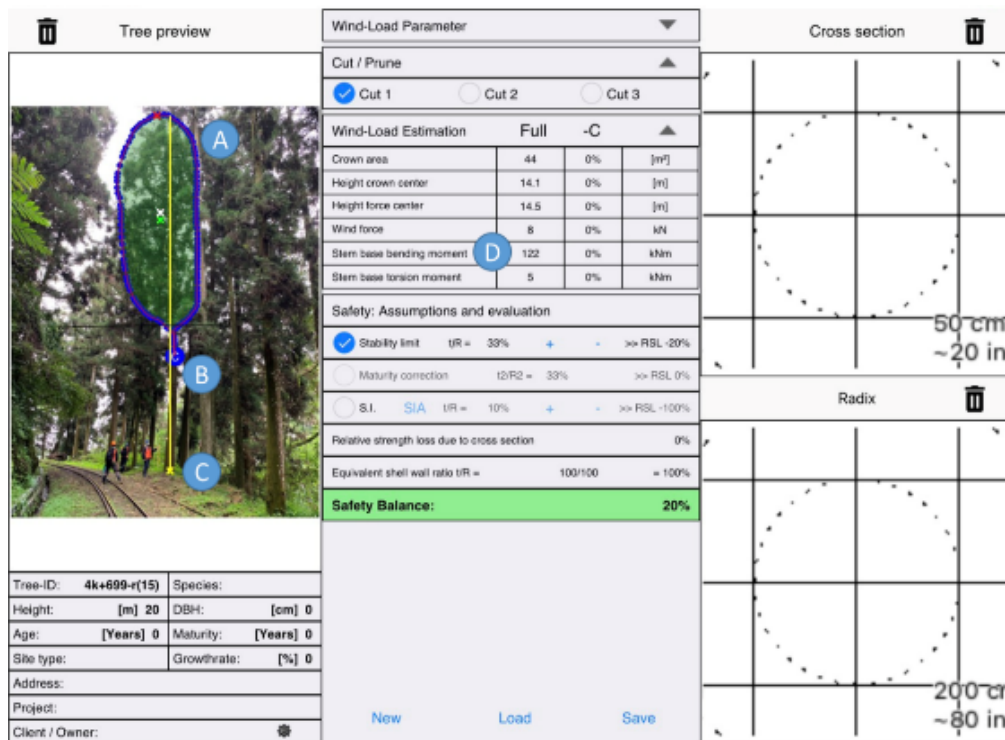 Tree preview
A
B
C
Tree-ID: 4k+699-r(15) Species:
Height: [m] 20 DBH: [cm] 0
Age: [Years] 0 Maturity: [Years] 0
Site type: Growthrate: [%] 0
Address:
Project:
Client / Owner:
Wind-Load Parameter
Cut / Prune
Cut 1 Cut 2 Cut 3
Wind-Load Estimation Full -C
Crown area 44 0% [m²]
Height crown center 14.1 0% [m]
Height force center 14.5 0% [m]
Wind force 8 0% kN
Stem base bending moment D 122 0% kNm
Stem base torsion moment 5 0% kNm
Safety: Assumptions and evaluation
Stability limit t/R = 33% + - >> RSL -20%
Maturity correction t2/R2 = 33% >> RSL 0%
S.I. SIA t/R = 10% + - >> RSL -100%
Relative strength loss due to cross section 0%
Equivalent shell wall ratio t/R = 100/100 = 100%
Safety Balance: 20%
New Load Save
Cross section
50 cm
~20 in
Radix
200 cm
~80 in